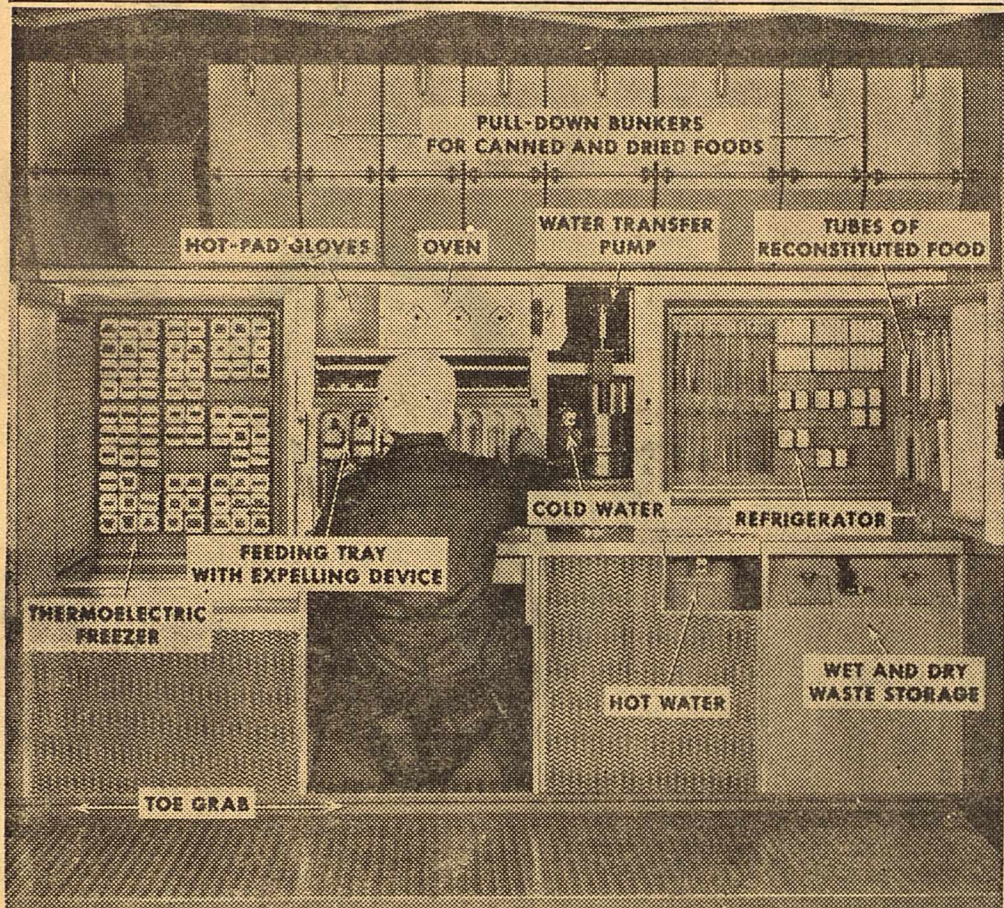 PULL-DOWN BUNKERS
FOR CANNED AND DRIED FOODS
HOT-PAD GLOVES
OVEN
WATER TRANSFER
PUMP
TUBES OF
RECONSTITUTED FOOD
COLD WATER
REFRIGERATOR
FEEDING TRAY
WITH EXPELLING DEVICE
THERMOELECTRIC
FREEZER
HOT WATER
WET AND DRY
WASTE STORAGE
TOE GRAB